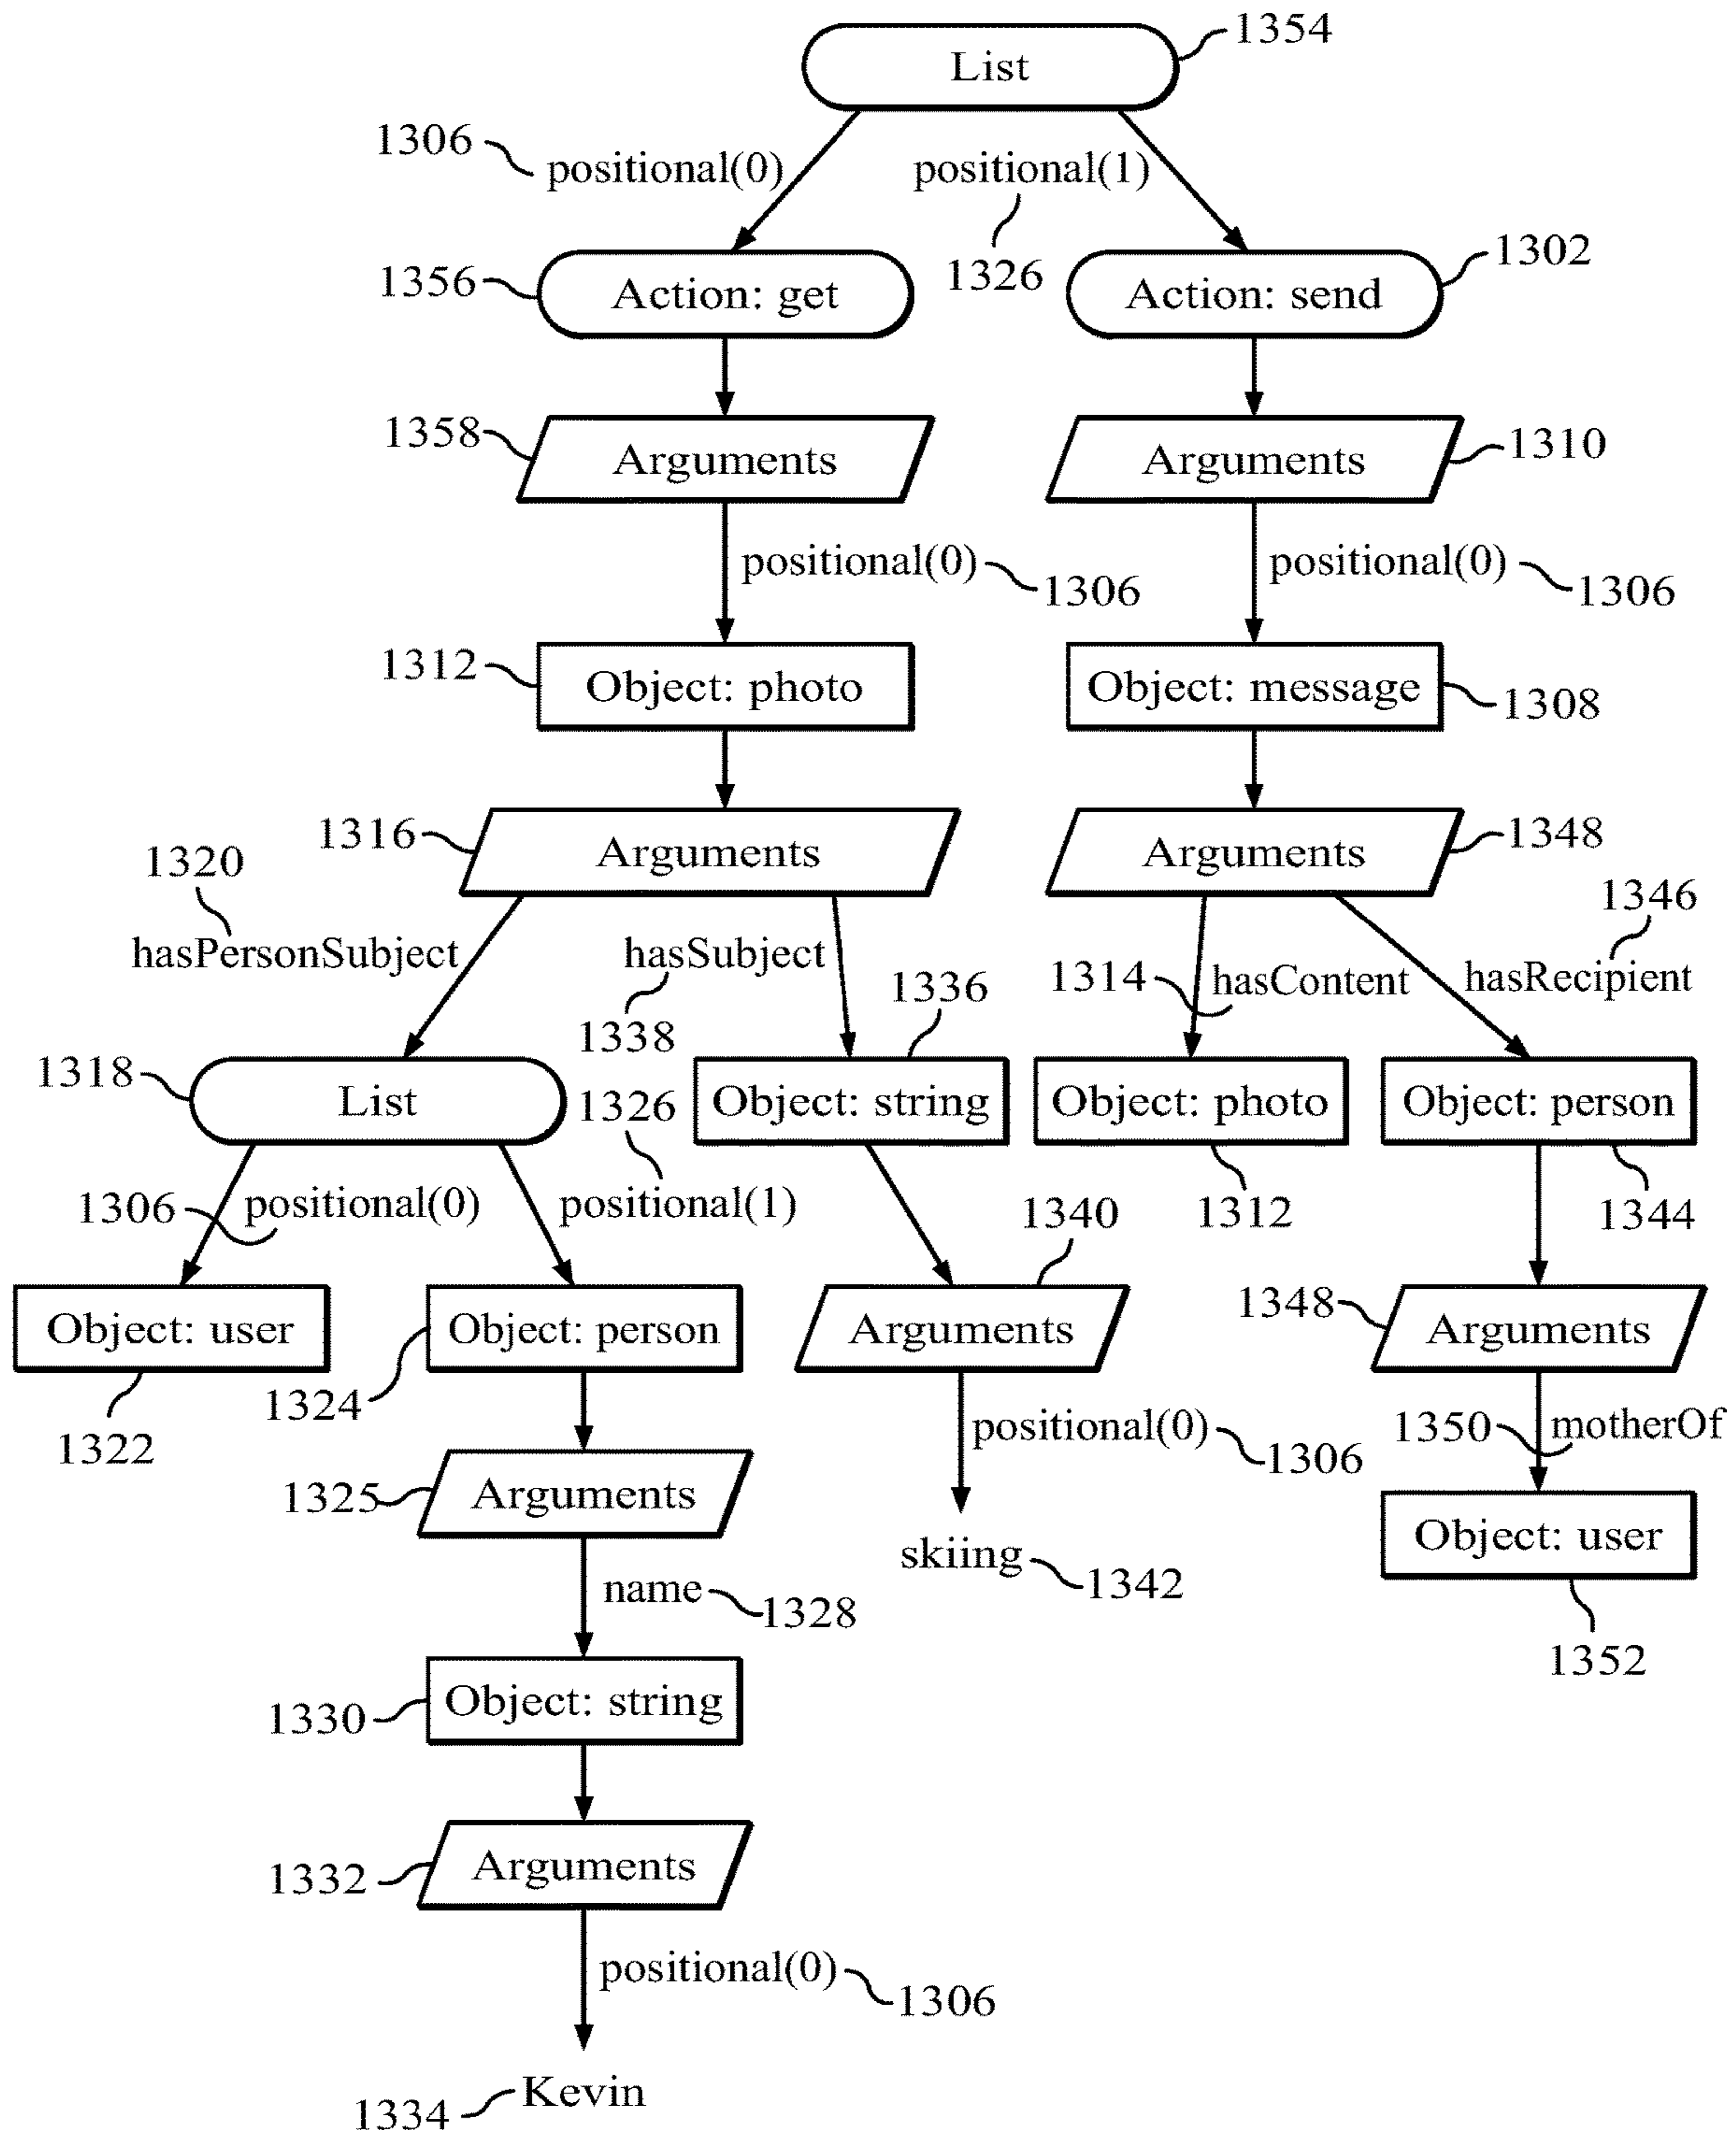 1354
List
1306
positional(0)
positional(1)
1326
1356
Action: get
Action: send
1302
1358
Arguments
Arguments
1310
positional(0)
1306
positional(0)
1306
1312
Object: photo
Object: message
1308
1316
Arguments
Arguments
1348
1320
hasPersonSubject
hasSubject
1338
1336
1314
hasContent
1346
hasRecipient
1318
List
1326
Object: string
Object: photo
Object: person
1306
positional(0)
positional(1)
1340
1312
1344
Object: user
1322
1324
Object: person
Arguments
1348
Arguments
1325
Arguments
positional(0)
1306
1350
motherOf
name
1328
skiing
1342
Object: user
1352
1330
Object: string
1332
Arguments
positional(0)
1306
1334
Kevin